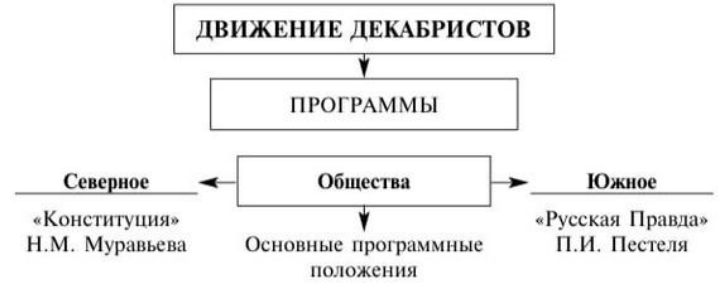 ДВИЖЕНИЕ ДЕКАБРИСТОВ
ПРОГРАММЫ
Северное
Общества
Южное
«Конституция»
Н.М. Муравьева
Основные программные
положения
«Русская Правда»
П.И. Пестеля